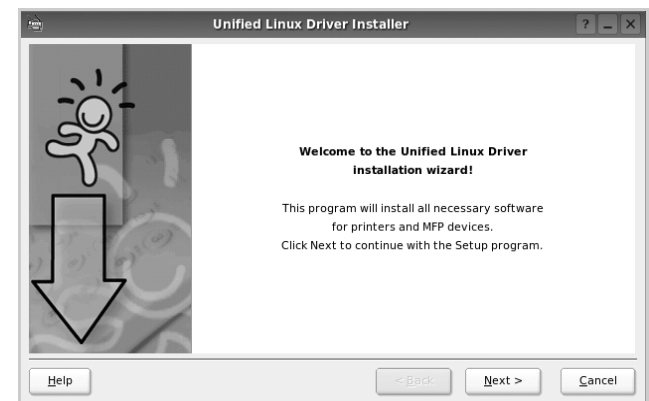 Unified Linux Driver Installer
? _ X
Welcome to the Unified Linux Driver
installation wizard!
This program will install all necessary software
for printers and MFP devices.
Click Next to continue with the Setup program.
Help
< Back
Next >
Cancel